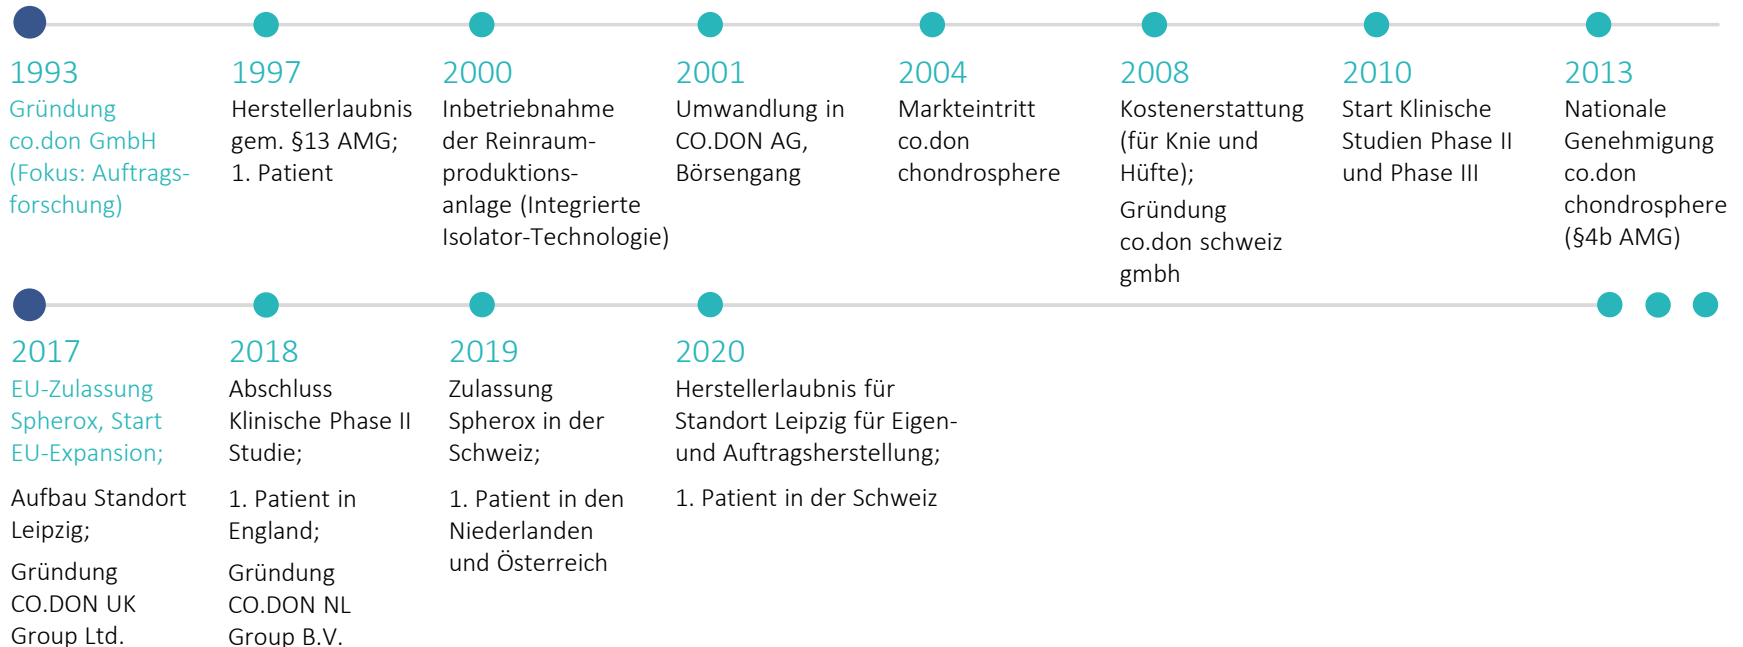 1993
Gründung
co.don GmbH
(Fokus: Auftrags-
forschung)
1997
Herstellerlaubnis
gem. §13 AMG;
1. Patient
2000
Inbetriebnahme
der Reinraum-
produktions-
anlage (Integrierte
Isolator-Technologie)
2001
Umwandlung in
CO.DON AG,
Börsengang
2004
Markteintritt
co.don
chondrosphere
2008
Kostenerstattung
(für Knie und
Hüfte);
Gründung
co.don schweiz
gmbh
2010
Start Klinische
Studien Phase II
und Phase III
2013
Nationale
Genehmigung
co.don
chondrosphere
(§4b AMG)
2017
EU-Zulassung
Spherox, Start
EU-Expansion;
Aufbau Standort
Leipzig;
Gründung
CO.DON UK
Group Ltd.
2018
Abschluss
Klinische Phase II
Studie;
1. Patient in
England;
Gründung
CO.DON NL
Group B.V.
2019
Zulassung
Spherox in der
Schweiz;
1. Patient in den
Niederlanden
und Österreich
2020
Herstellerlaubnis für
Standort Leipzig für Eigen-
und Auftragsherstellung;
1. Patient in der Schweiz